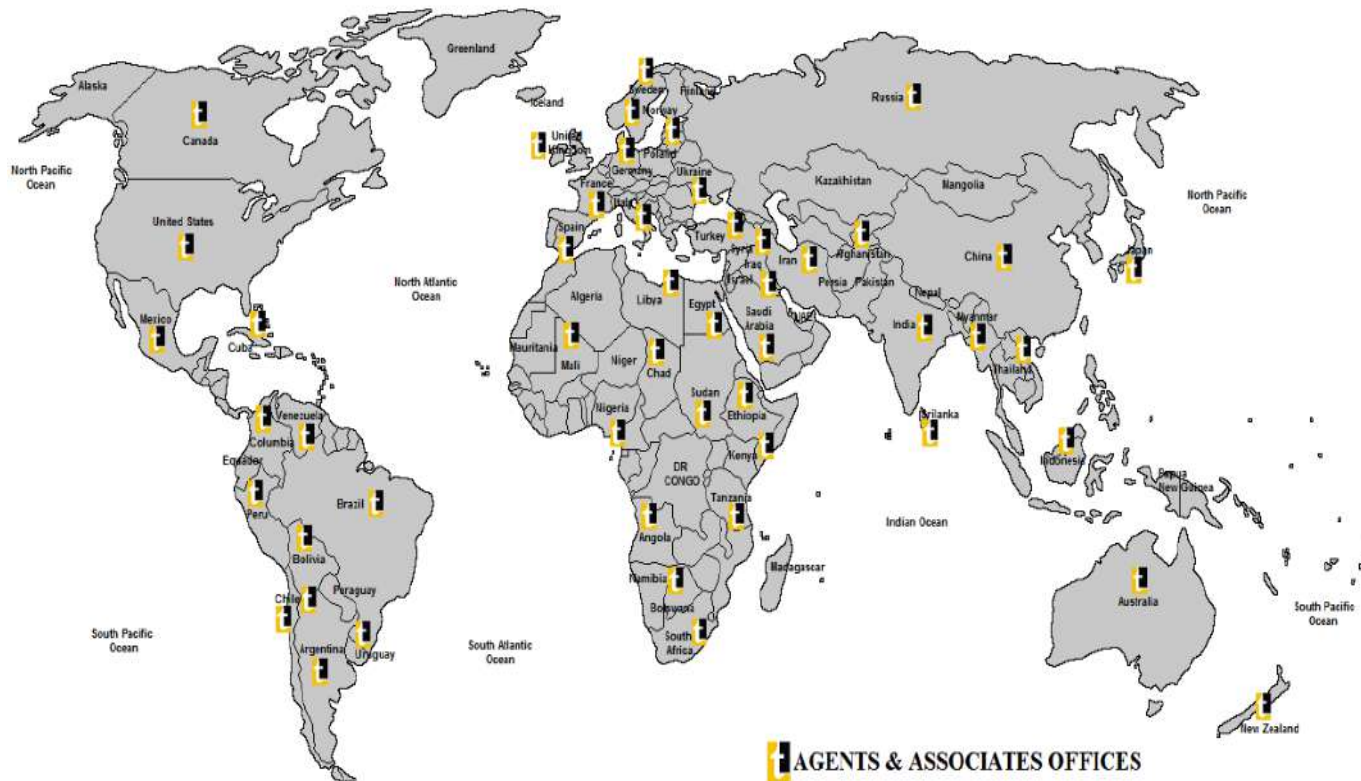 Greenland
Alaska
Canada
Iceland
Sweden
Finland
Norway
Russia
United
Kingdom
Poland
Germany
Ukraine
France
Italy
Spain
Kazakhstan
Mangolia
North Pacific
Ocean
North Pacific
Ocean
United States
North Atlantic
Ocean
Turkey
Syria
Iraq
Israel
Iran
Afghanistan
Persia
Pakistan
China
Japan
Nepal
Mexico
Cuba
Algeria
Libya
Egypt
Saudi
Arabia
UAE
India
Myanmar
Thailand
Mauritania
Mali
Niger
Chad
Sudan
Nigeria
Ethiopia
Venezuela
Columbia
Equador
Kenya
Srilanka
Indonesia
Papua
New Guinea
DR
CONGO
Tanzania
Peru
Brazil
Bolivia
Angola
Indian Ocean
Madagascar
Namibia
Botswana
South
Africa
Chile
Paraguay
Argentina
Uruguay
Australia
South Pacific
Ocean
South Atlantic
Ocean
South Pacific
Ocean
New Zealand
t AGENTS & ASSOCIATES OFFICES